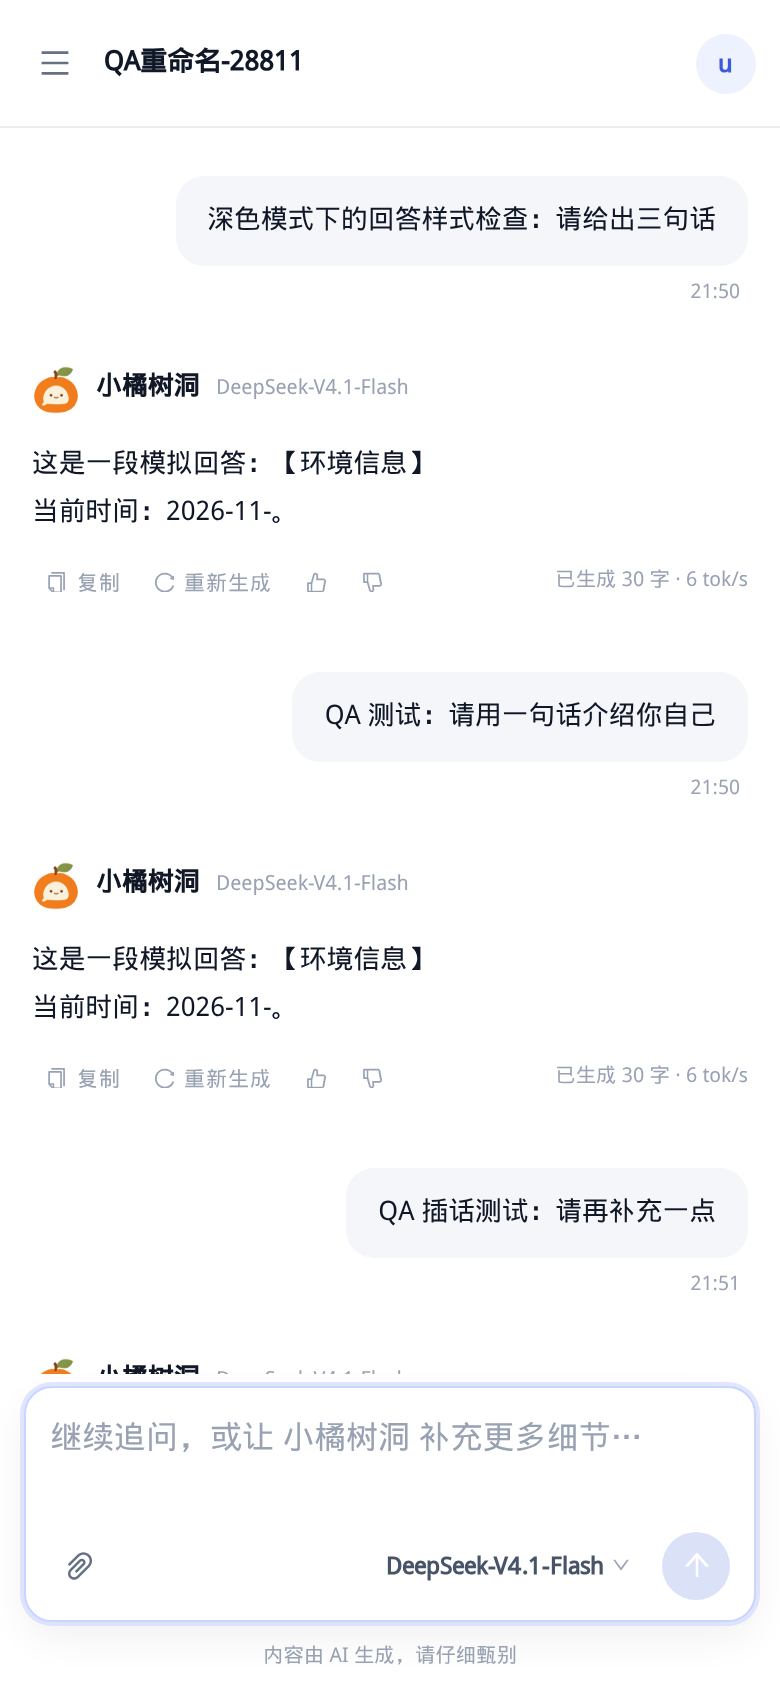 QA重命名-28811
u
深色模式下的回答样式检查：请给出三句话
21:50
小橘树洞 DeepSeek-V4.1-Flash
这是一段模拟回答：【环境信息】
当前时间：2026-11-。
复制 重新生成 已生成 30 字 · 6 tok/s
QA 测试：请用一句话介绍你自己
21:50
小橘树洞 DeepSeek-V4.1-Flash
这是一段模拟回答：【环境信息】
当前时间：2026-11-。
复制 重新生成 已生成 30 字 · 6 tok/s
QA 插话测试：请再补充一点
21:51
小橘树洞 DeepSeek-V4.1-Flash
继续追问，或让 小橘树洞 补充更多细节…
DeepSeek-V4.1-Flash
内容由 AI 生成，请仔细甄别